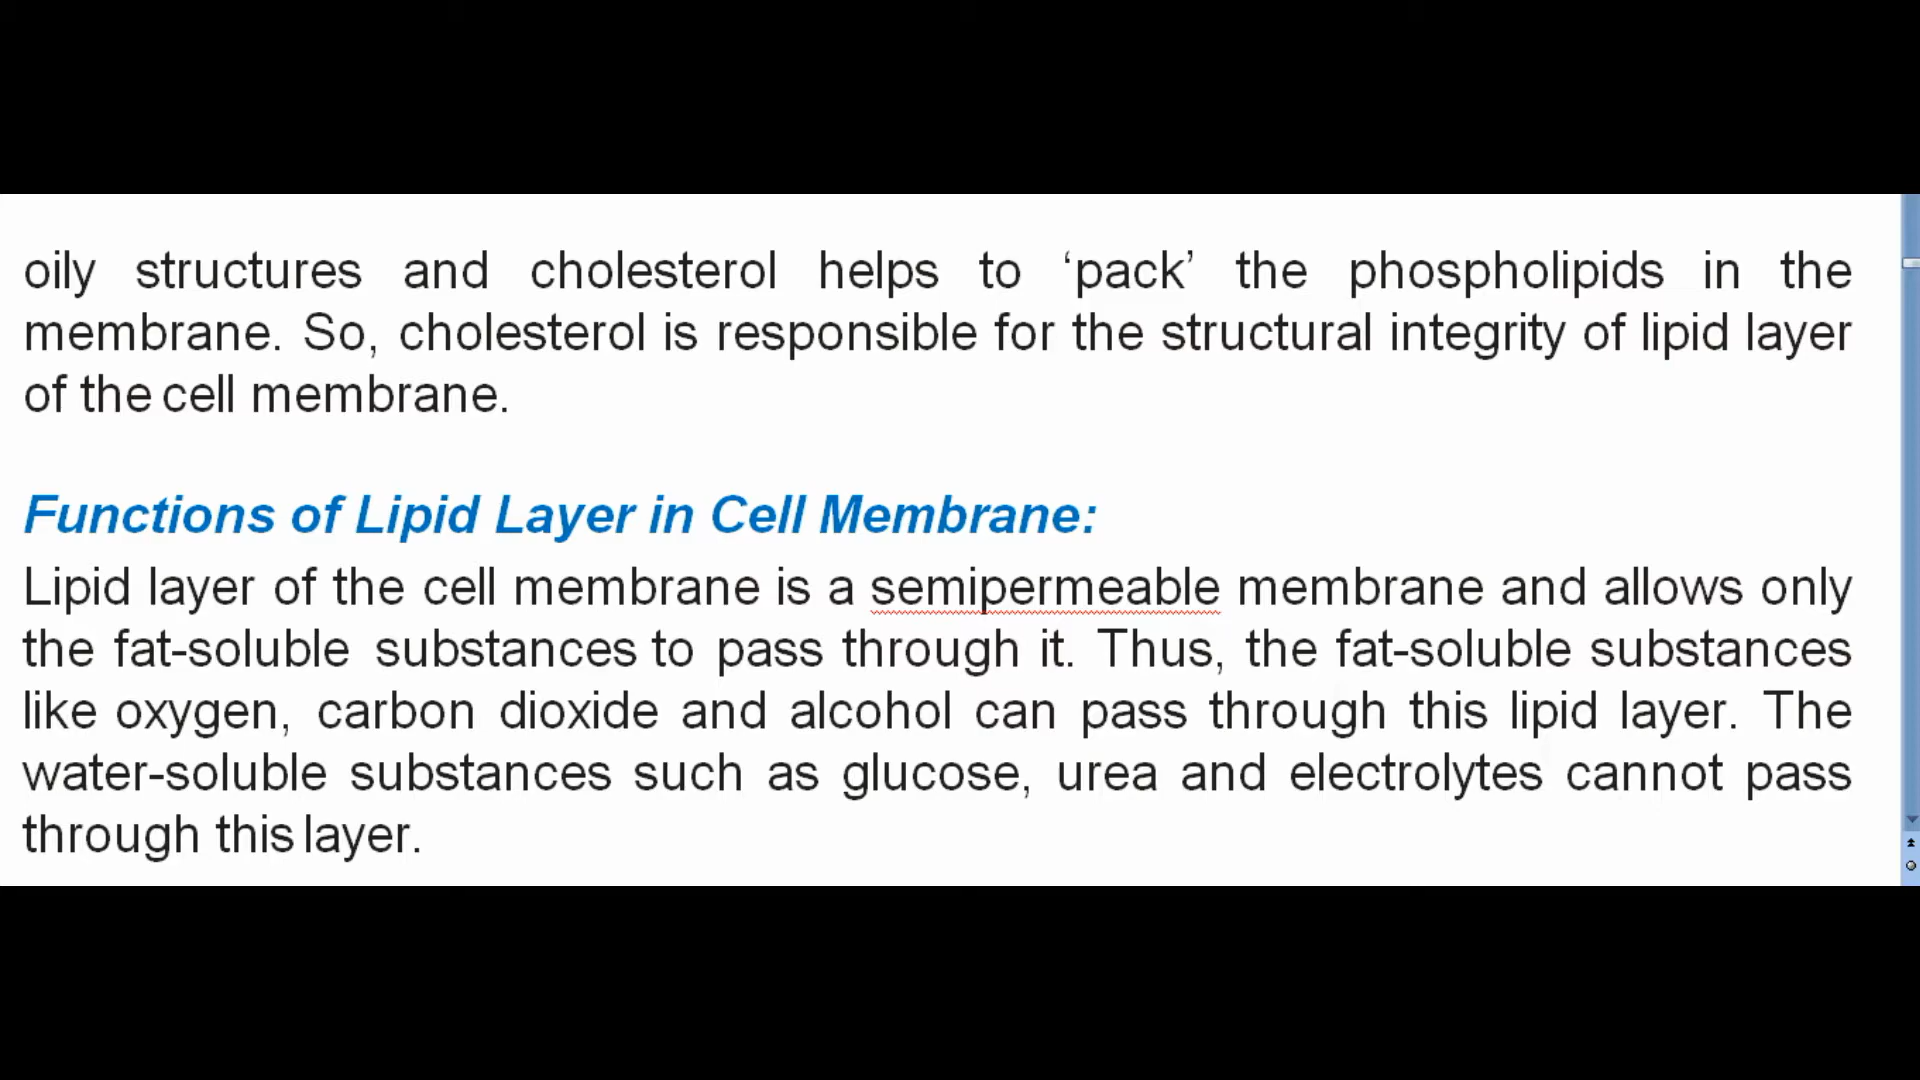 oily structures and cholesterol helps to ‘pack’ the phospholipids in the
membrane. So, cholesterol is responsible for the structural integrity of lipid layer
of the cell membrane.
Functions of Lipid Layer in Cell Membrane:
Lipid layer of the cell membrane is a semipermeable membrane and allows only
the fat-soluble substances to pass through it. Thus, the fat-soluble substances
like oxygen, carbon dioxide and alcohol can pass through this lipid layer. The
water-soluble substances such as glucose, urea and electrolytes cannot pass
through this layer.